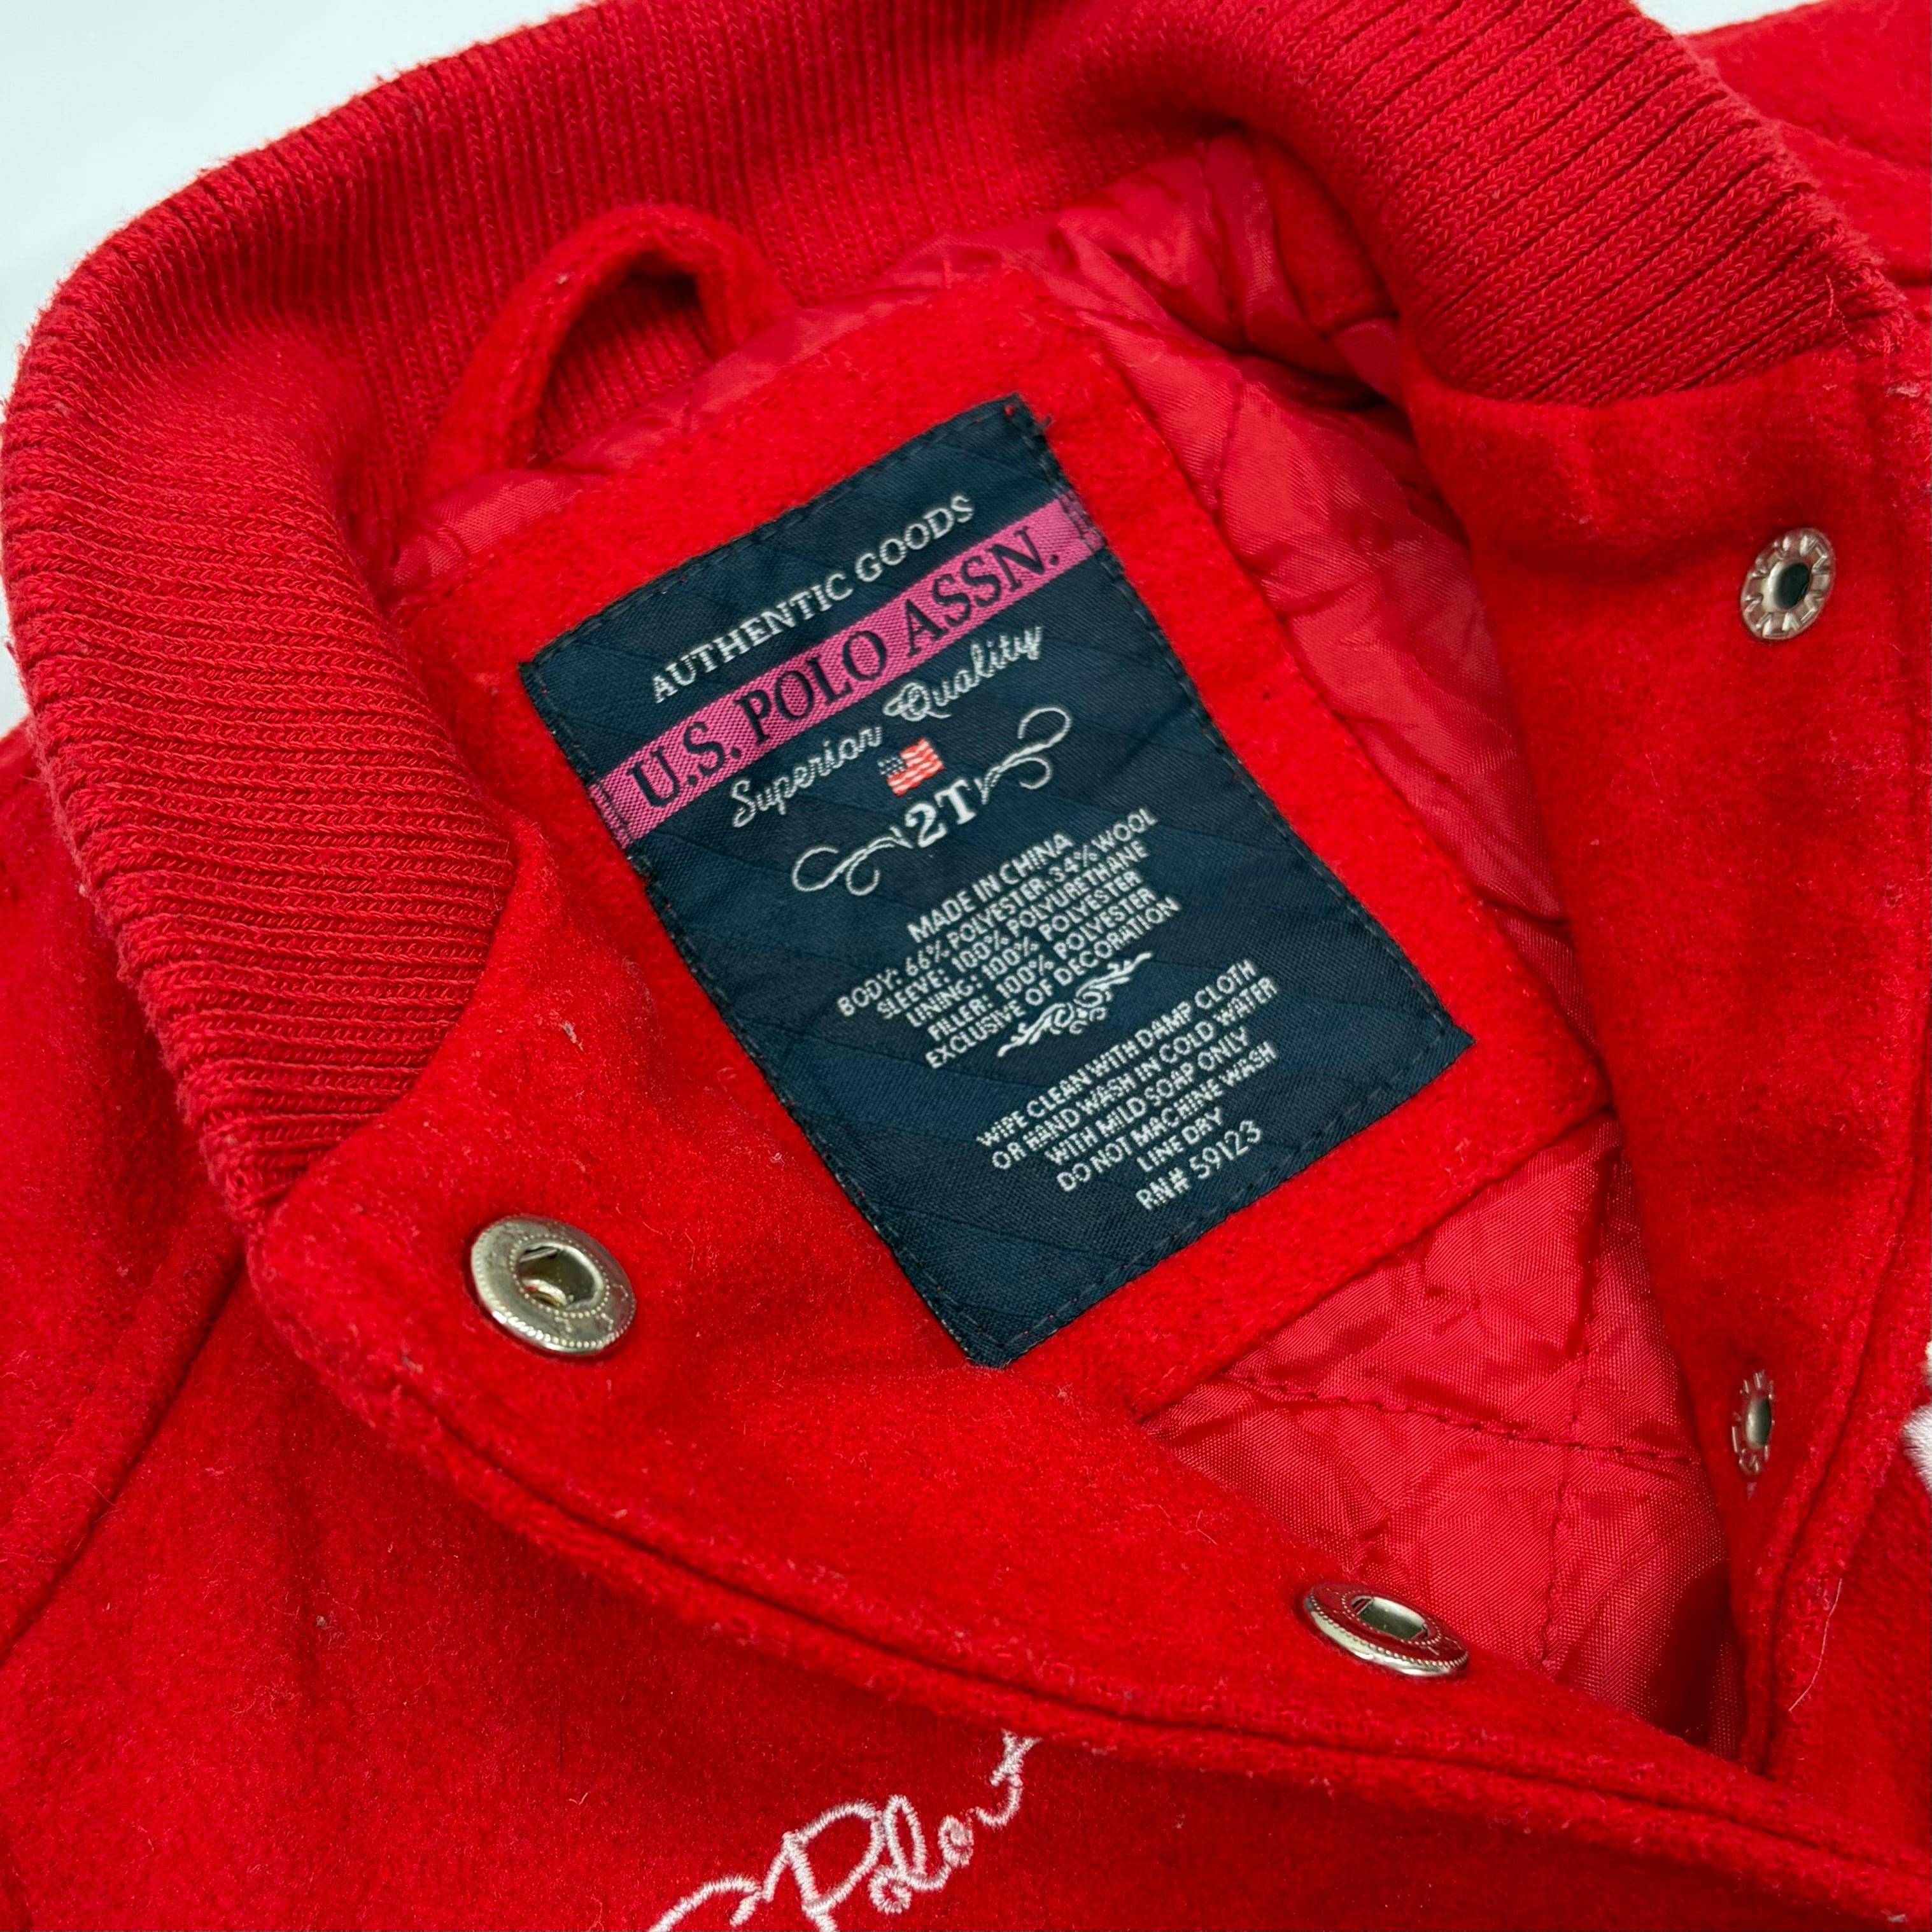 AUTHENTIC GOODS
U.S. POLO ASSN.
Superior Quality
2T
MADE IN CHINA
BODY: 66% POLYESTER, 34% WOOL
SLEEVE: 100% POLYURETHANE
LINING: 100% POLYESTER
FILLER: 100% POLYESTER
EXCLUSIVE OF DECORATION
WIPE CLEAN WITH DAMP CLOTH
OR HAND WASH IN COLD WATER
WITH MILD SOAP ONLY
DO NOT MACHINE WASH
LINE DRY
RN# 59123
Polo